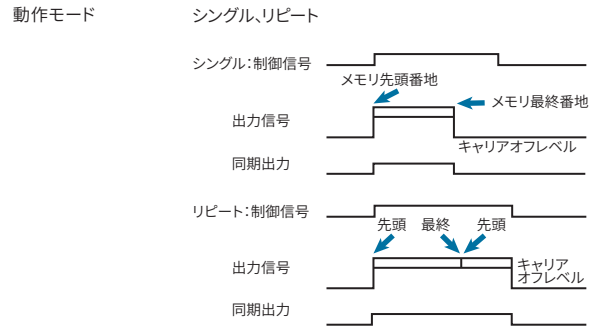 動作モード シングル、リピート
シングル：制御信号
メモリ先頭番地
メモリ最終番地
出力信号
キャリアオフレベル
同期出力
リピート：制御信号
先頭 最終 先頭
出力信号
キャリア
オフレベル
同期出力